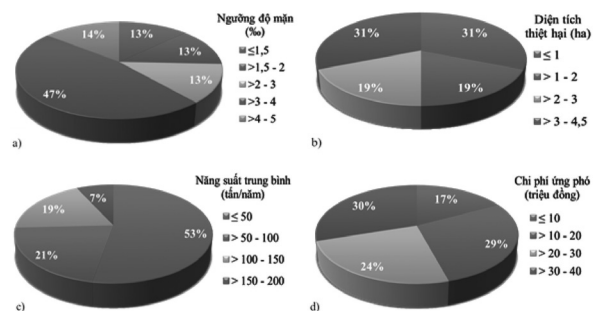 Ngưỡng độ mặn
(‰)
≤1,5
>1,5 - 2
>2 - 3
>3 - 4
>4 - 5
14%
13%
13%
13%
47%
a)
Diện tích
thiệt hại (ha)
≤ 1
> 1 - 2
> 2 - 3
> 3 - 4,5
31%
31%
19%
19%
b)
Năng suất trung bình
(tấn/năm)
≤ 50
> 50 - 100
> 100 - 150
> 150 - 200
7%
19%
53%
21%
c)
Chi phí ứng phó
(triệu đồng)
≤ 10
> 10 - 20
> 20 - 30
> 30 - 40
30%
17%
29%
24%
d)